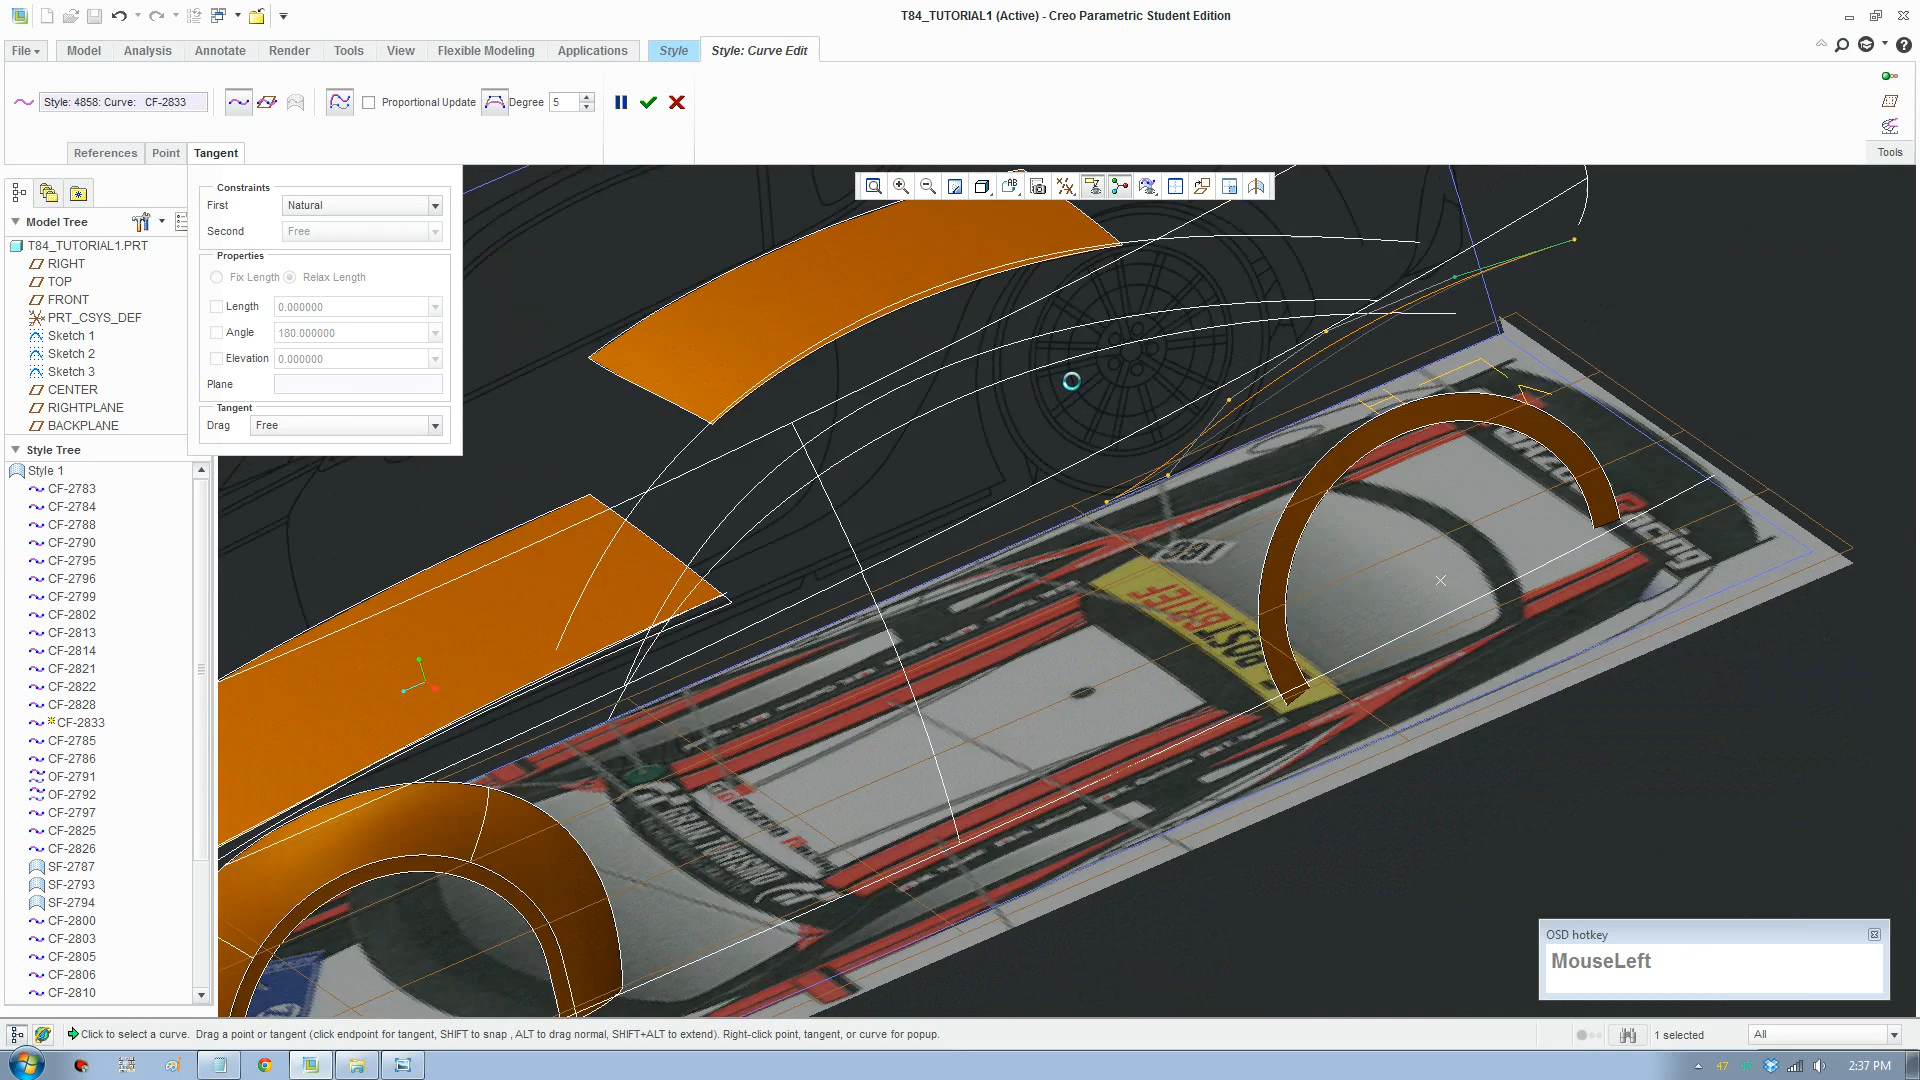 T84_TUTORIAL1 (Active) - Creo Parametric Student Edition
File
Model
Analysis
Annotate
Render
Tools
View
Flexible Modeling
Applications
Style
Style: Curve Edit
Style: 4858: Curve: CF-2833
Proportional Update
Degree
5
Tools
References
Point
Tangent
Constraints
First
Natural
Second
Free
Properties
Fix Length
Relax Length
Length
0.000000
Angle
180.000000
Elevation
0.000000
Plane
Tangent
Drag
Free
Model Tree
T84_TUTORIAL1.PRT
RIGHT
TOP
FRONT
PRT_CSYS_DEF
Sketch 1
Sketch 2
Sketch 3
CENTER
RIGHTPLANE
BACKPLANE
Style Tree
Style 1
CF-2783
CF-2784
CF-2788
CF-2790
CF-2795
CF-2796
CF-2799
CF-2802
CF-2813
CF-2814
CF-2821
CF-2822
CF-2828
CF-2833
CF-2785
CF-2786
OF-2791
OF-2792
CF-2797
CF-2825
CF-2826
SF-2787
SF-2793
SF-2794
CF-2800
CF-2803
CF-2805
CF-2806
CF-2810
Racing
GRAN TURISMO
OSD hotkey
MouseLeft
Click to select a curve. Drag a point or tangent (click endpoint for tangent, SHIFT to snap , ALT to drag normal, SHIFT+ALT to extend). Right-click point, tangent, or curve for popup.
1 selected
All
47
2:37 PM